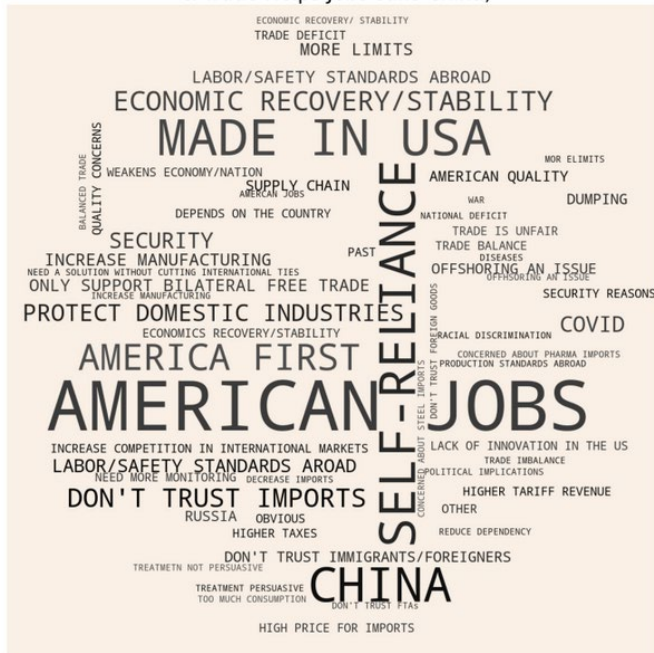 ECONOMIC RECOVERY/ STABILITY
TRADE DEFICIT
MORE LIMITS
LABOR/SAFETY STANDARDS ABROAD
ECONOMIC RECOVERY/STABILITY
MADE IN USA
BALANCED TRADE
QUALITY CONCERNS
WEAKENS ECONOMY/NATION
SUPPLY CHAIN
AMERCAN JOBS
DEPENDS ON THE COUNTRY
MOR ELIMITS
AMERICAN QUALITY
WAR
DUMPING
NATIONAL DEFICIT
SELF-RELIANCE
SECURITY
PAST
TRADE IS UNFAIR
TRADE BALANCE
DISEASES
INCREASE MANUFACTURING
OFFSHORING AN ISSUE
NEED A SOLUTION WITHOUT CUTTING INTERNATIONAL TIES
OFFHSORING AN ISSUE
ONLY SUPPORT BILATERAL FREE TRADE
INCREASE MANUFACTURING
SECURITY REASONS
PROTECT DOMESTIC INDUSTRIES
DON'T TRUST FOREIGN GOODS
COVID
ECONOMICS RECOVERY/STABILITY
RACIAL DISCRIMINATION
AMERICA FIRST
CONCERNED ABOUT PHARMA IMPORTS
PRODUCTION STANDARDS ABROAD
CONCERNED ABOUT STEEL IMPORTS
AMERICAN JOBS
INCREASE COMPETITION IN INTERNATIONAL MARKETS
LACK OF INNOVATION IN THE US
LABOR/SAFETY STANDARDS AROAD
TRADE IMBALANCE
NEED MORE MONITORING
DECREASE IMPORTS
POLITICAL IMPLICATIONS
DON'T TRUST IMPORTS
HIGHER TARIFF REVENUE
RUSSIA
OBVIOUS
OTHER
HIGHER TAXES
REDUCE DEPENDENCY
DON'T TRUST IMMIGRANTS/FOREIGNERS
TREATMETN NOT PERSUASIVE
CHINA
TREATMENT PERSUASIVE
TOO MUCH CONSUMPTION
DON'T TRUST FTAs
HIGH PRICE FOR IMPORTS